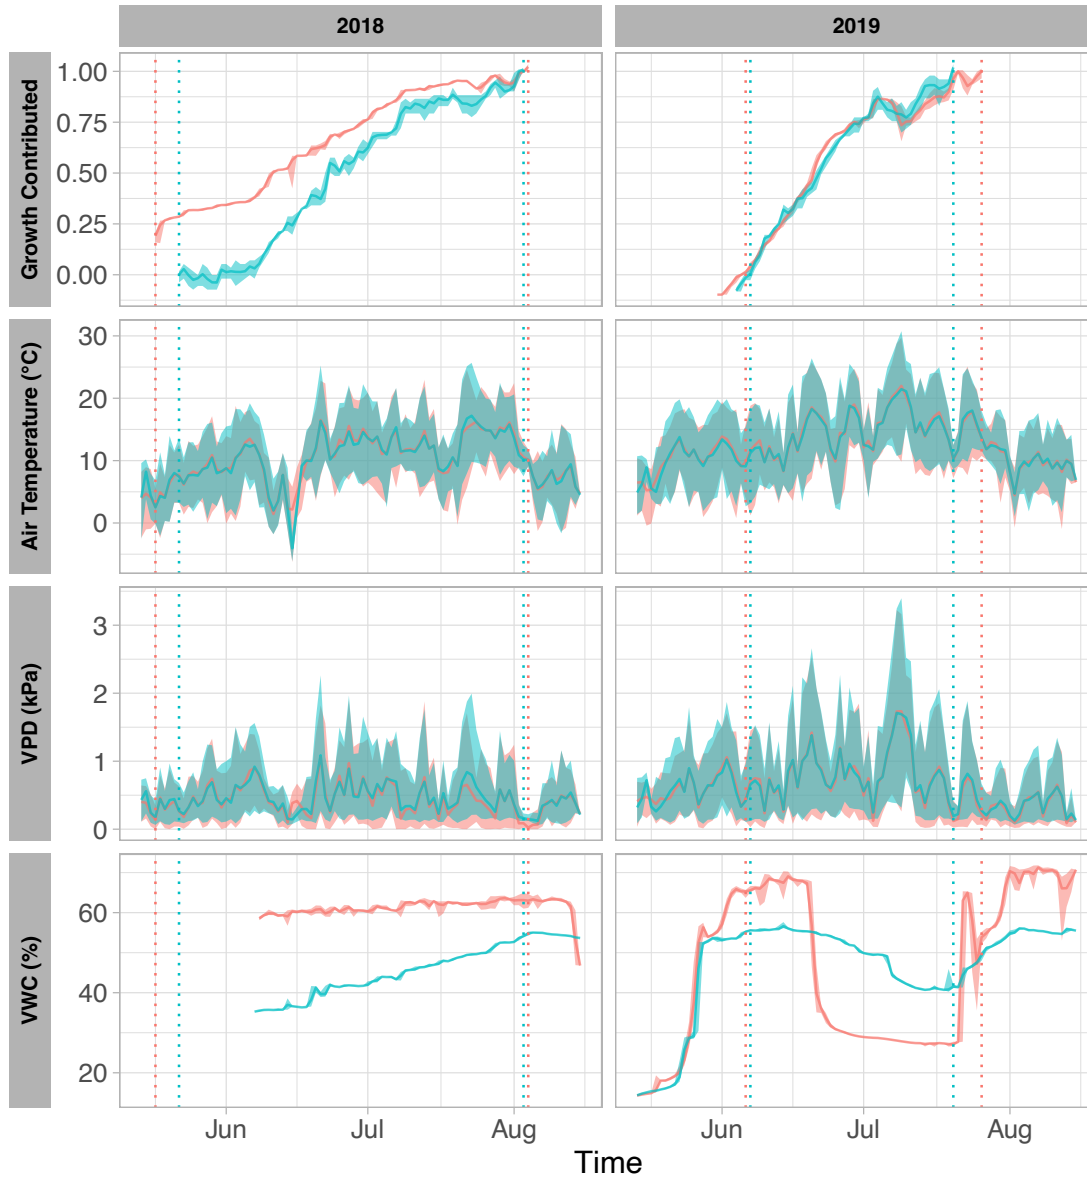 2018
2019
Growth Contributed
1.00
0.75
0.50
0.25
0.00
Air Temperature (°C)
30
20
10
0
VPD (kPa)
3
2
1
0
VWC (%)
60
40
20
Jun
Jul
Aug
Jun
Jul
Aug
Time